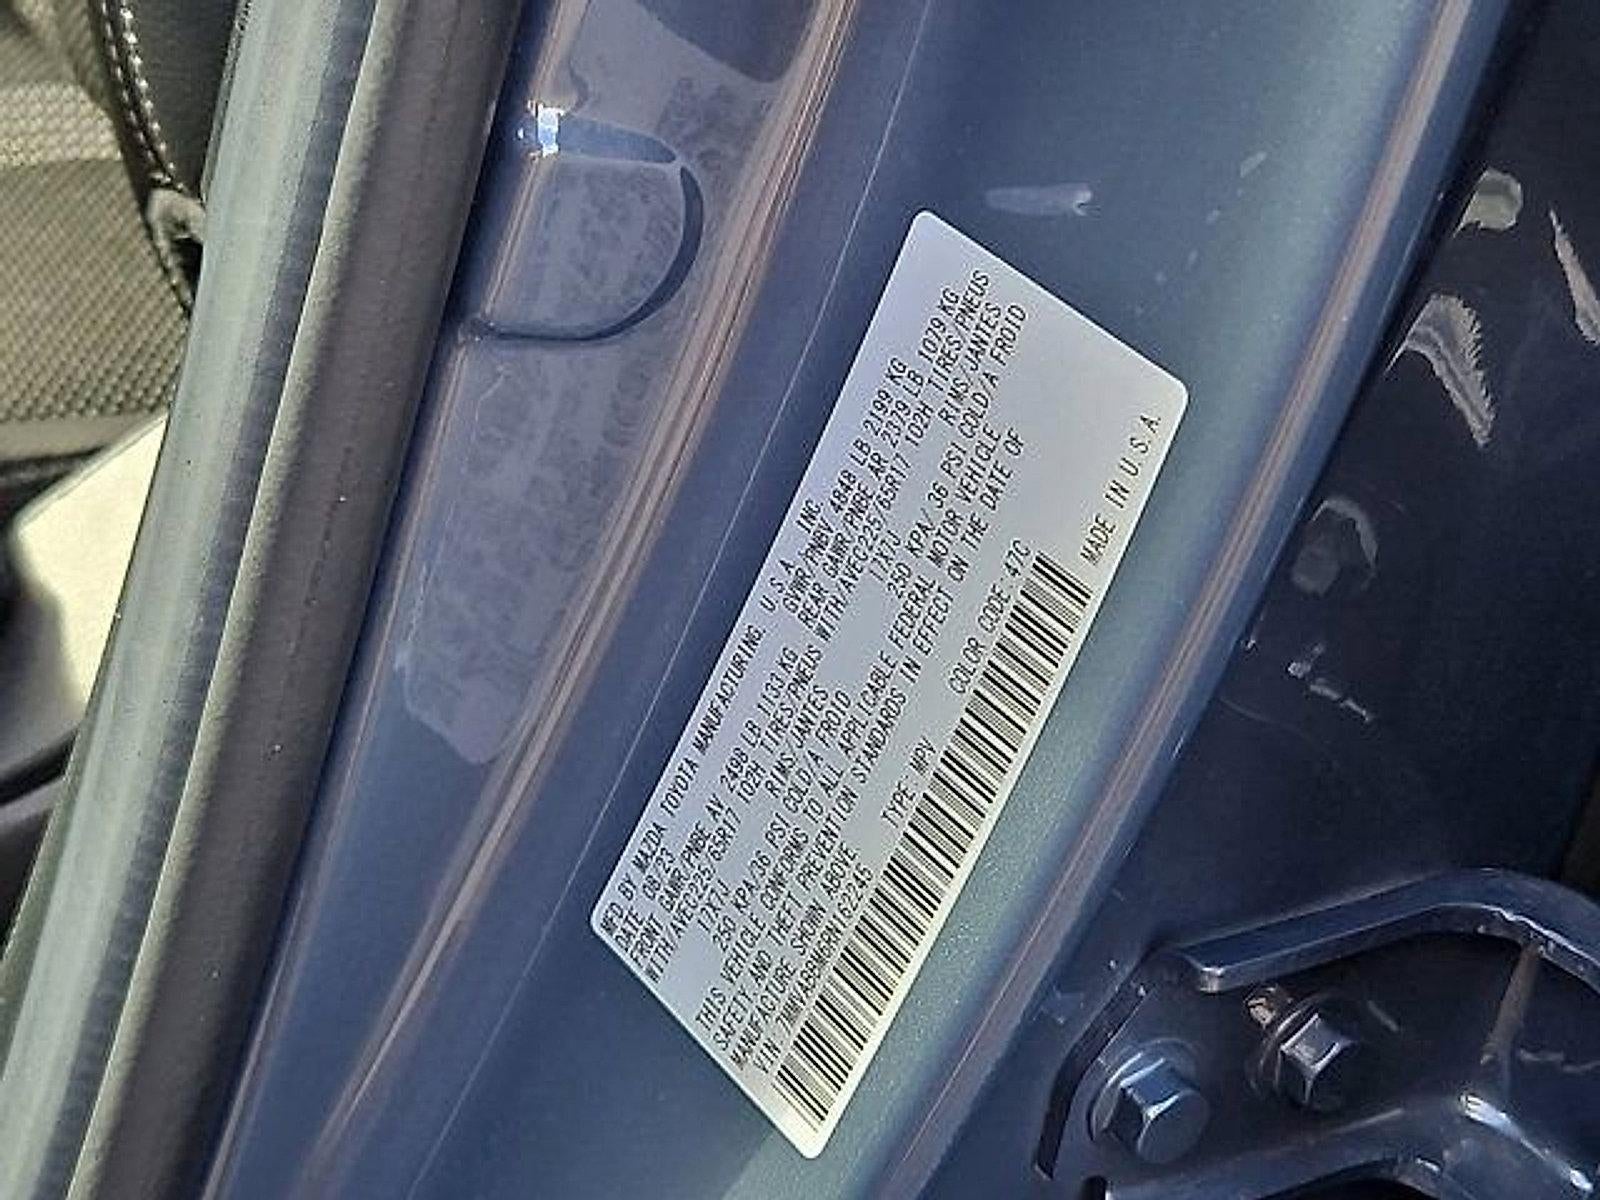 MFD BY MAZDA TOYOTA MANUFACTURING, U.S.A., INC.
DATE 08/23 GVWR/PNBV 4848 LB 2199 KG
FRONT GAWR/PNBE AV 2498 LB 1133 KG REAR GAWR/PNBE AR 2379 LB 1079 KG
WITH/AVEC225/65R17 102H TIRES/PNEUS WITH/AVEC225/65R17 102H TIRES/PNEUS
17X7J RIMS/JANTES 17X7J RIMS/JANTES
250 KPA/36 PSI COLD/A FROID 250 KPA/36 PSI COLD/A FROID
THIS VEHICLE CONFORMS TO ALL APPLICABLE FEDERAL MOTOR VEHICLE
SAFETY AND THEFT PREVENTION STANDARDS IN EFFECT ON THE DATE OF
MANUFACTURE SHOWN ABOVE
VIN: TYPE: MPV COLOR CODE: 47C
MADE IN U.S.A.